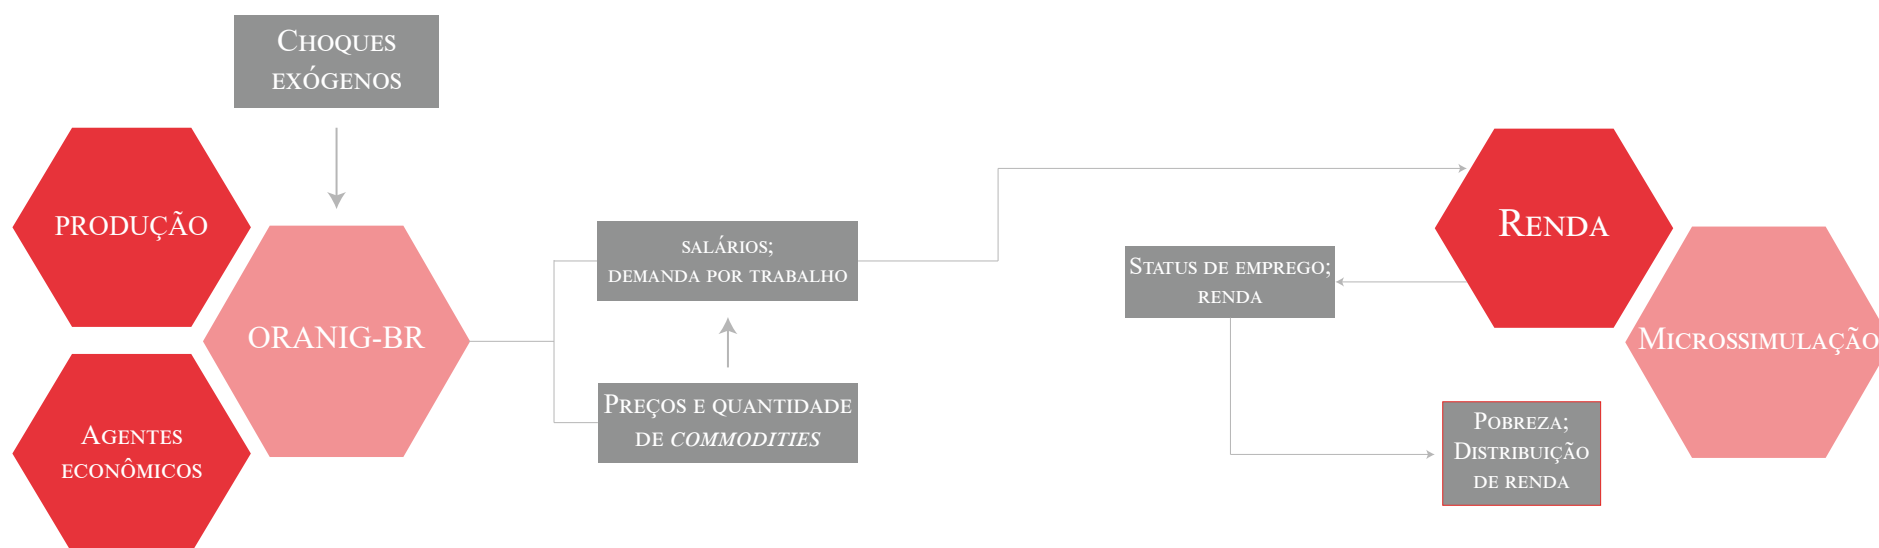 Choques
exógenos
produção
ORANIG-BR
Agentes
econômicos
salários;
demanda por trabalho
Preços e quantidade
de commodities
Renda
Status de emprego;
renda
Microssimulação
Pobreza;
Distribuição
de renda